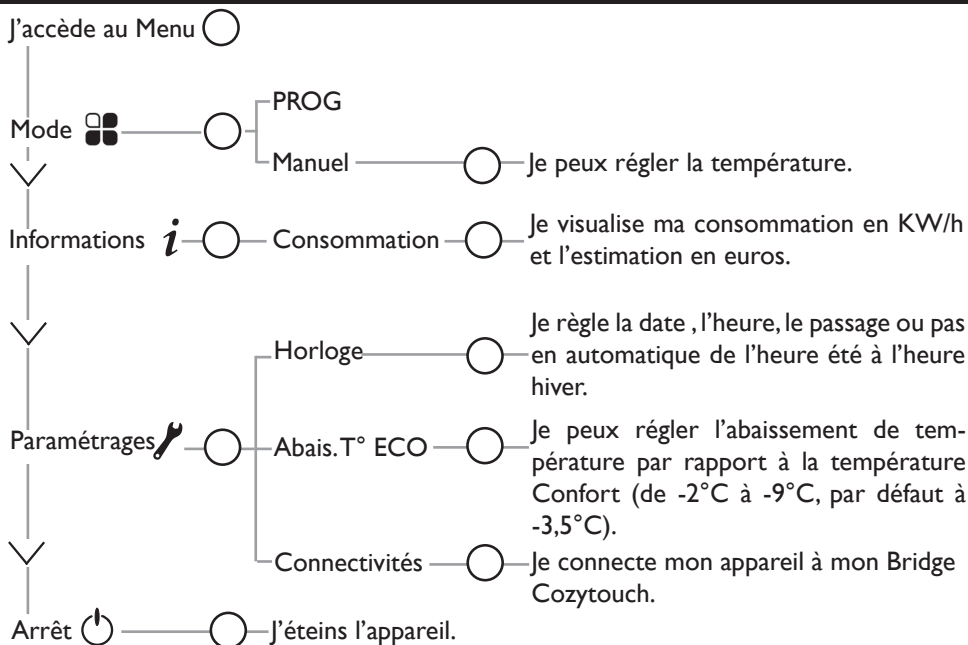 J'accède au Menu
Mode
PROG
Manuel
Je peux régler la température.
Informations i
Consommation
Je visualise ma consommation en KW/h
et l'estimation en euros.
Paramétrages
Horloge
Je règle la date , l'heure, le passage ou pas
en automatique de l'heure été à l'heure
hiver.
Abais. T° ECO
Je peux régler l'abaissement de tem-
pérature par rapport à la température
Confort (de -2°C à -9°C, par défaut à
-3,5°C).
Connectivités
Je connecte mon appareil à mon Bridge
Cozytouch.
Arrêt
J'éteins l'appareil.